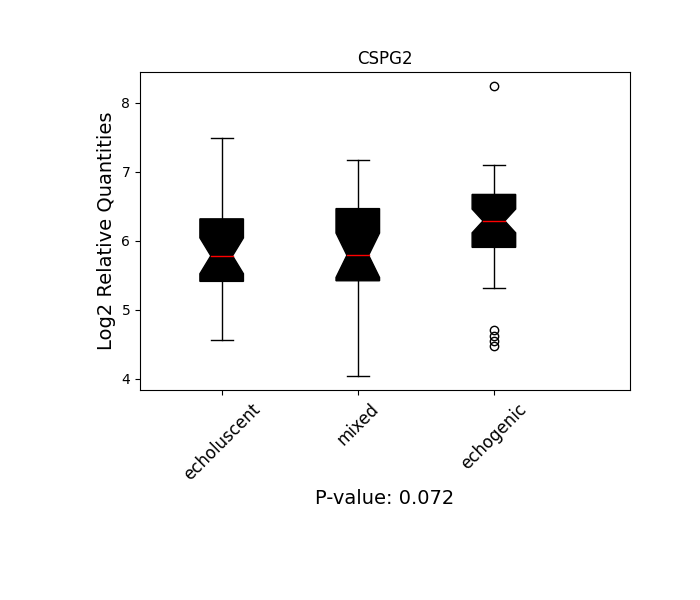 CSPG2
Log2 Relative Quantities
8
7
6
5
4
echoluscent
mixed
echogenic
P-value: 0.072